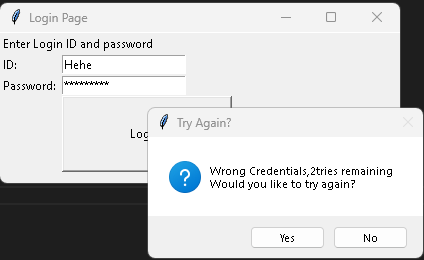 Login Page
Enter Login ID and password
ID: Hehe
Password: *********
Log
Try Again?
Wrong Credentials,2tries remaining
Would you like to try again?
Yes No